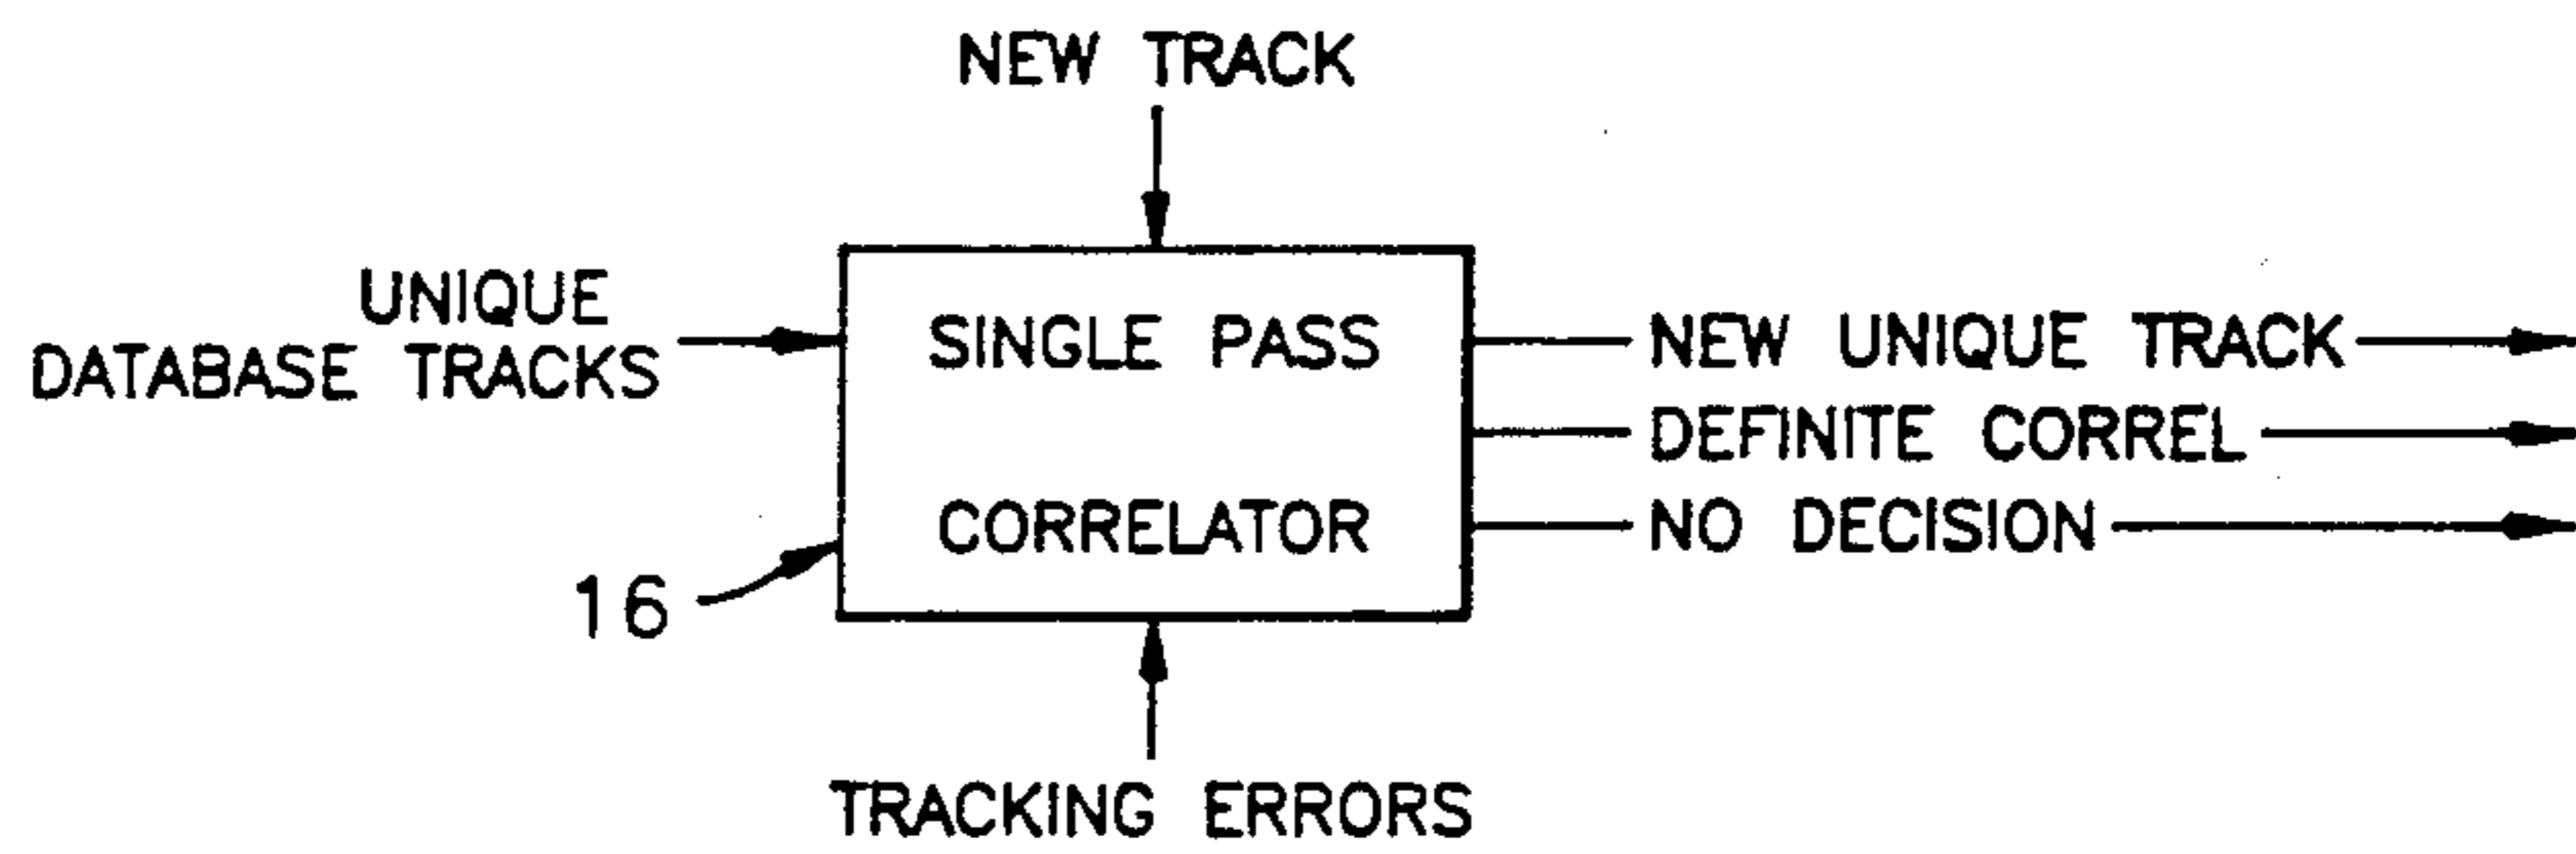 NEW TRACK
UNIQUE
DATABASE TRACKS
SINGLE PASS
CORRELATOR
NEW UNIQUE TRACK
DEFINITE CORREL
NO DECISION
16
TRACKING ERRORS